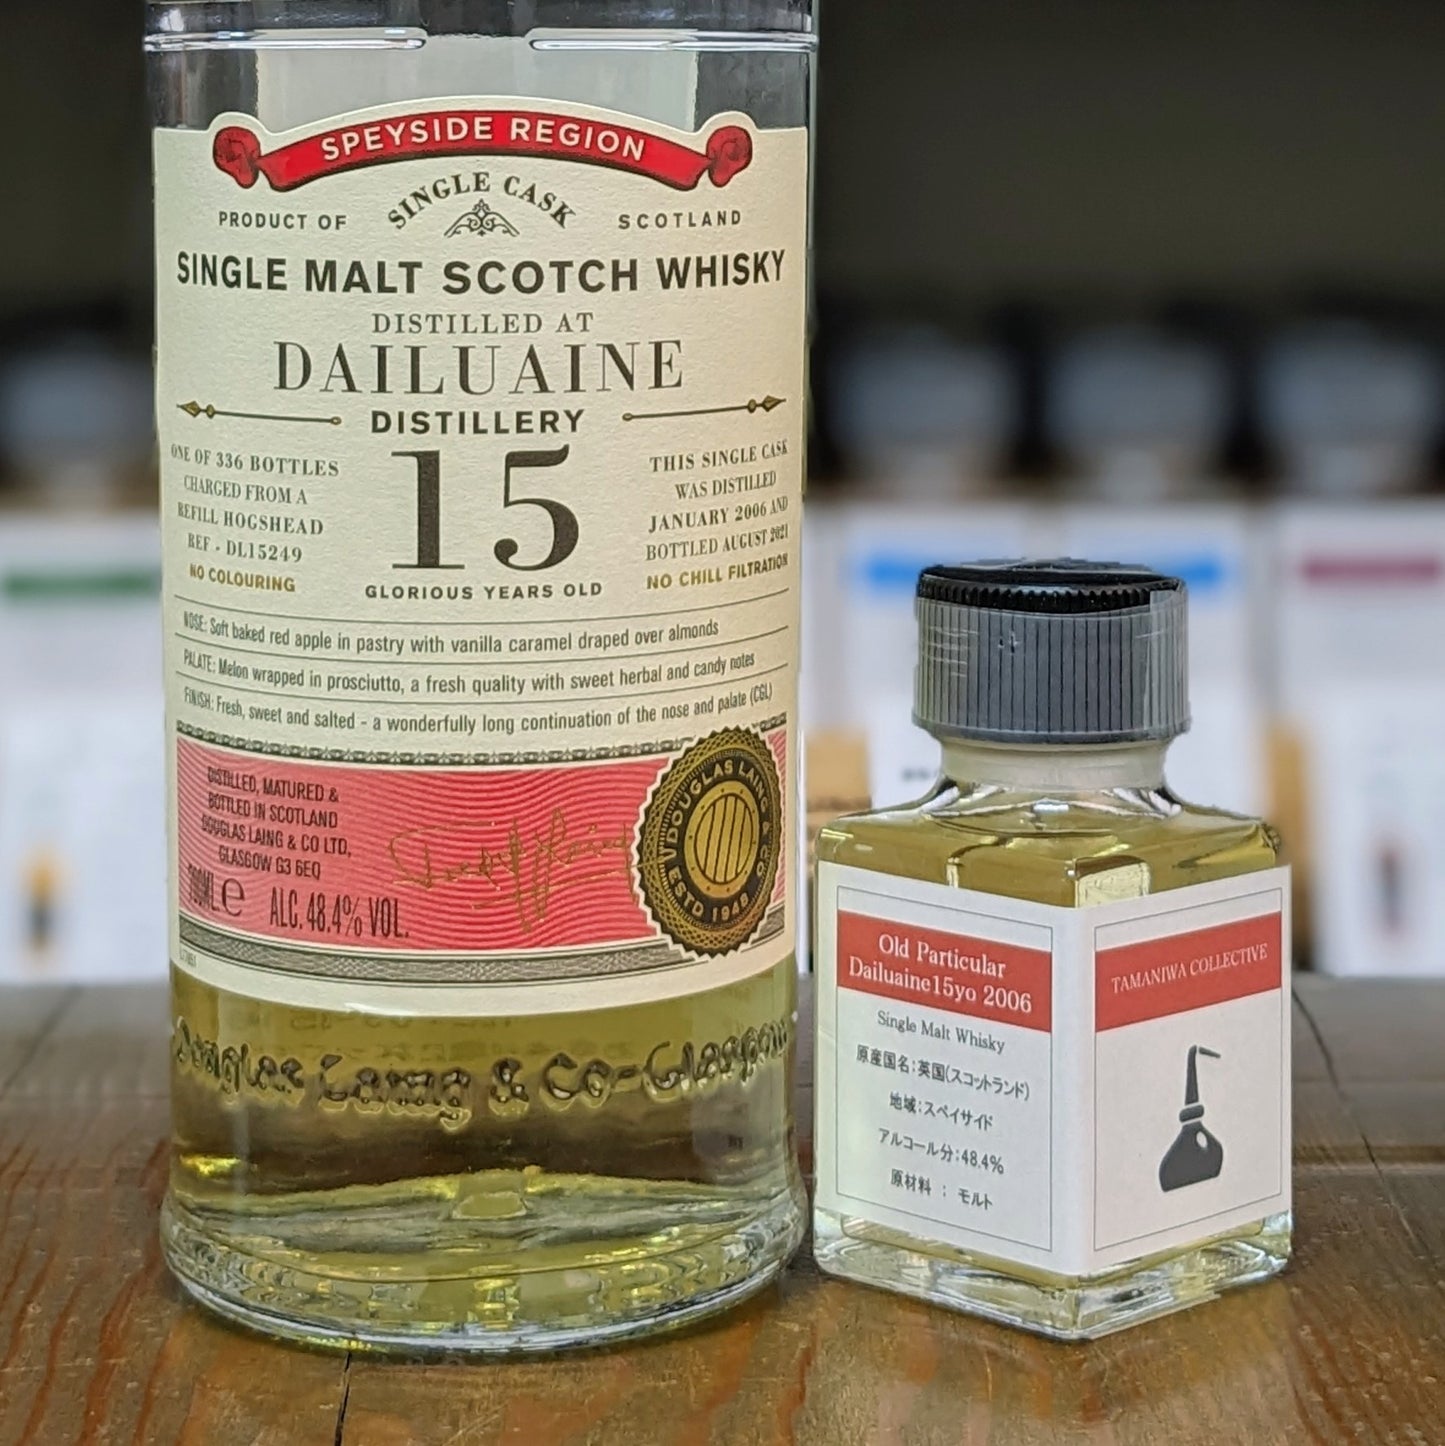 SPEYSIDE REGION
SINGLE CASK
PRODUCT OF
SCOTLAND
SINGLE MALT SCOTCH WHISKY
DISTILLED AT
DAILUAINE
DISTILLERY
ONE OF 336 BOTTLES
CHARGED FROM A
REFILL HOGSHEAD
REF - DL15249
NO COLOURING
15
GLORIOUS YEARS OLD
THIS SINGLE CASK
WAS DISTILLED
JANUARY 2006 AND
BOTTLED AUGUST 2021
NO CHILL FILTRATION
NOSE: Soft baked red apple in pastry with vanilla caramel draped over almonds
PALATE: Melon wrapped in prosciutto, a fresh quality with sweet herbal and candy notes
FINISH: Fresh, sweet and salted - a wonderfully long continuation of the nose and palate (CGL)
DISTILLED, MATURED &
BOTTLED IN SCOTLAND
DOUGLAS LAING & CO LTD,
GLASGOW G3 6EQ
ALC. 48.4% VOL.
DOUGLAS LAING & CO
ESTD 1948
Douglas Laing & Co-Glasgow
Old Particular
Dailuaine15yo 2006
Single Malt Whisky
原産国名:英国(スコットランド)
地域:スペイサイド
アルコール分:48.4%
原材料 : モルト
TAMANIWA COLLECTIVE